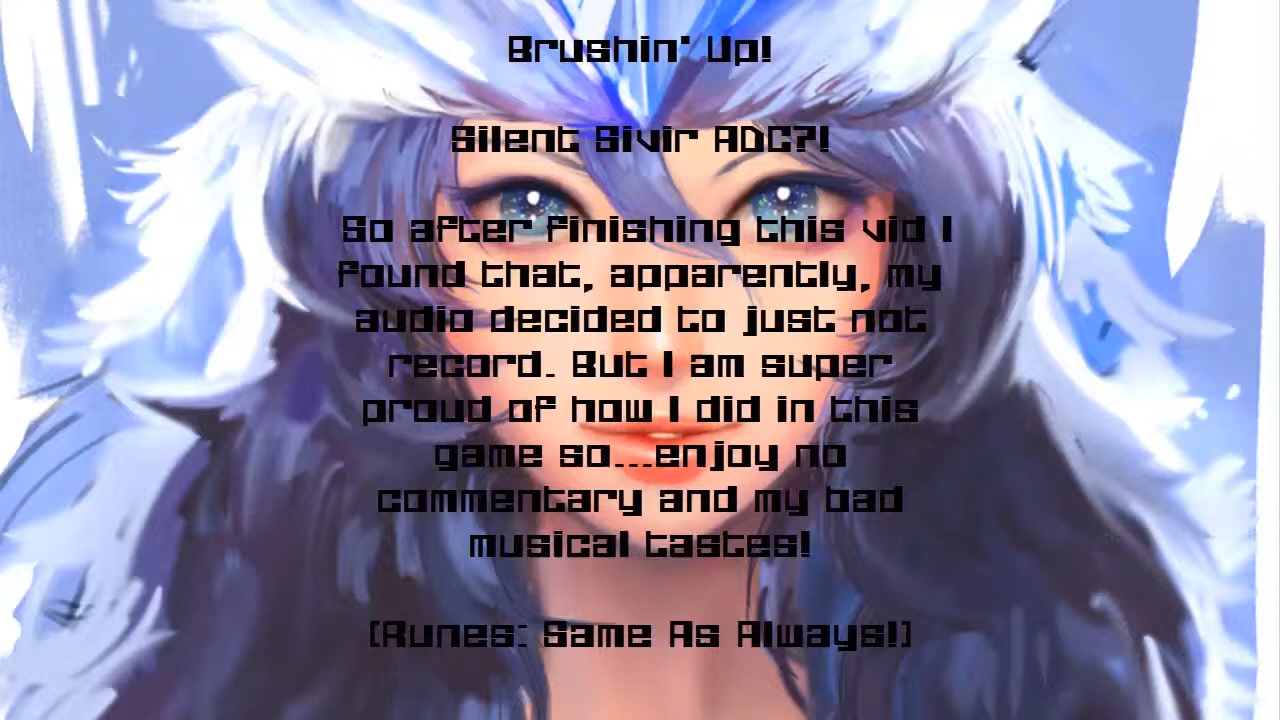 Brushin' Up!
Silent Sivir ADC?!
So after finishing this vid I
found that, apparently, my
audio decided to just not
record. But I am super
proud of how I did in this
game so...enjoy no
commentary and my bad
musical tastes!
(Runes: Same As Always!)